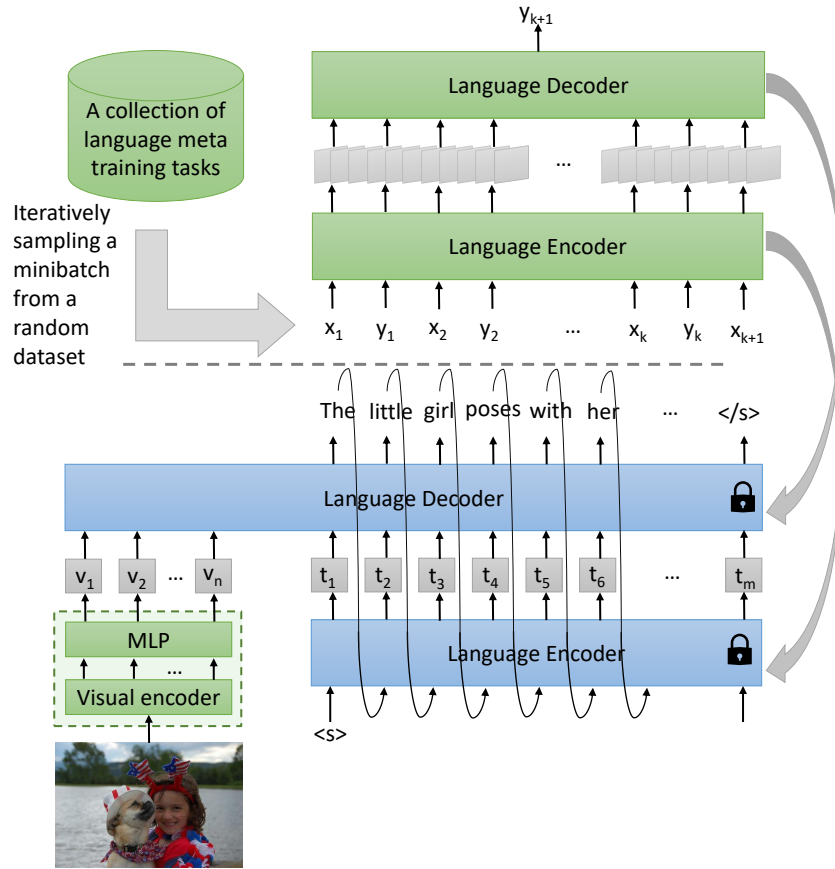 y_{k+1}
Language Decoder
A collection of
language meta
training tasks
...
Iteratively
sampling a
minibatch
from a
random
dataset
Language Encoder
x_1 y_1 x_2 y_2 ... x_k y_k x_{k+1}
The little girl poses with her ... </s>
Language Decoder
v_1 v_2 ... v_n t_1 t_2 t_3 t_4 t_5 t_6 ... t_m
MLP
...
Visual encoder
Language Encoder
<s>